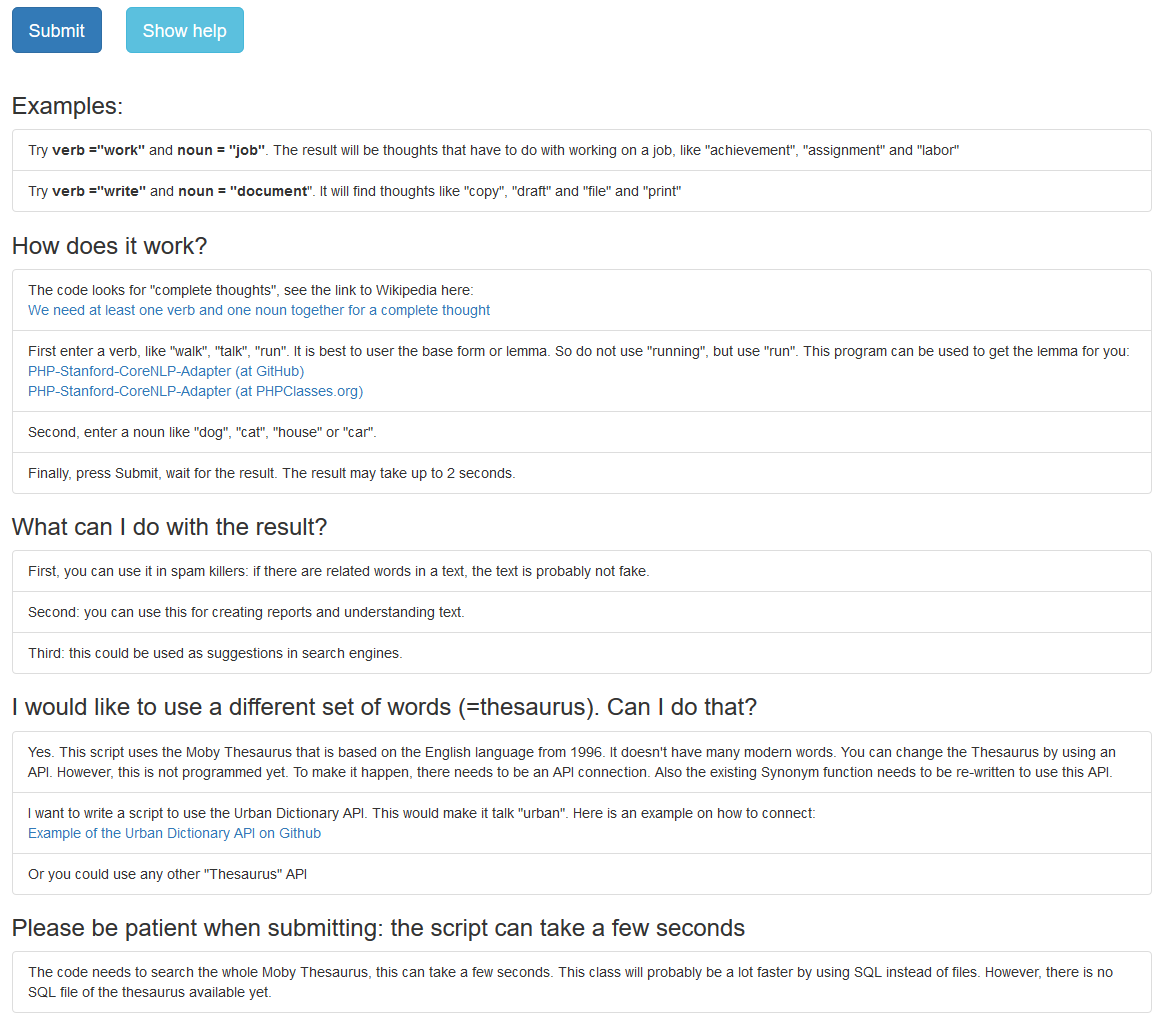 Submit
Show help
Examples:
Try verb ="work" and noun = "job". The result will be thoughts that have to do with working on a job, like "achievement", "assignment" and "labor"
Try verb ="write" and noun = "document". It will find thoughts like "copy", "draft" and "file" and "print"
How does it work?
The code looks for "complete thoughts", see the link to Wikipedia here:
We need at least one verb and one noun together for a complete thought
First enter a verb, like "walk", "talk", "run". It is best to user the base form or lemma. So do not use "running", but use "run". This program can be used to get the lemma for you:
PHP-Stanford-CoreNLP-Adapter (at GitHub)
PHP-Stanford-CoreNLP-Adapter (at PHPClasses.org)
Second, enter a noun like "dog", "cat", "house" or "car".
Finally, press Submit, wait for the result. The result may take up to 2 seconds.
What can I do with the result?
First, you can use it in spam killers: if there are related words in a text, the text is probably not fake.
Second: you can use this for creating reports and understanding text.
Third: this could be used as suggestions in search engines.
I would like to use a different set of words (=thesaurus). Can I do that?
Yes. This script uses the Moby Thesaurus that is based on the English language from 1996. It doesn't have many modern words. You can change the Thesaurus by using an
API. However, this is not programmed yet. To make it happen, there needs to be an API connection. Also the existing Synonym function needs to be re-written to use this API.
I want to write a script to use the Urban Dictionary API. This would make it talk "urban". Here is an example on how to connect:
Example of the Urban Dictionary API on Github
Or you could use any other "Thesaurus" API
Please be patient when submitting: the script can take a few seconds
The code needs to search the whole Moby Thesaurus, this can take a few seconds. This class will probably be a lot faster by using SQL instead of files. However, there is no
SQL file of the thesaurus available yet.